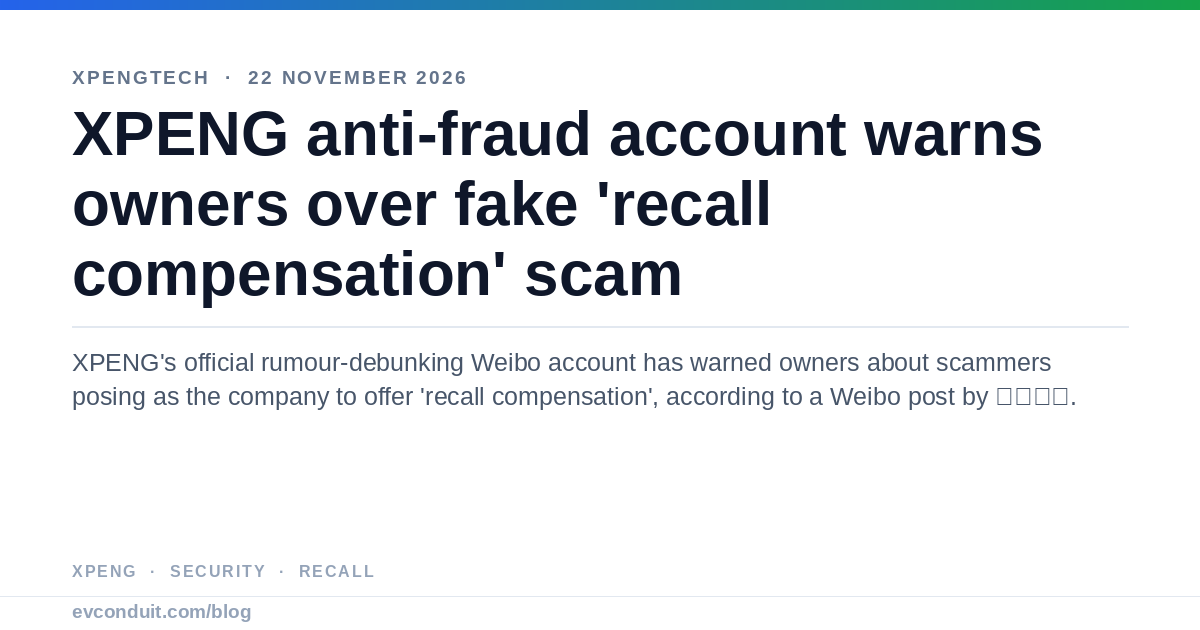 XPENGTECH · 22 NOVEMBER 2026
XPENG anti-fraud account warns
owners over fake 'recall
compensation' scam
XPENG's official rumour-debunking Weibo account has warned owners about scammers
posing as the company to offer 'recall compensation', according to a Weibo post by .
XPENG · SECURITY · RECALL
evconduit.com/blog